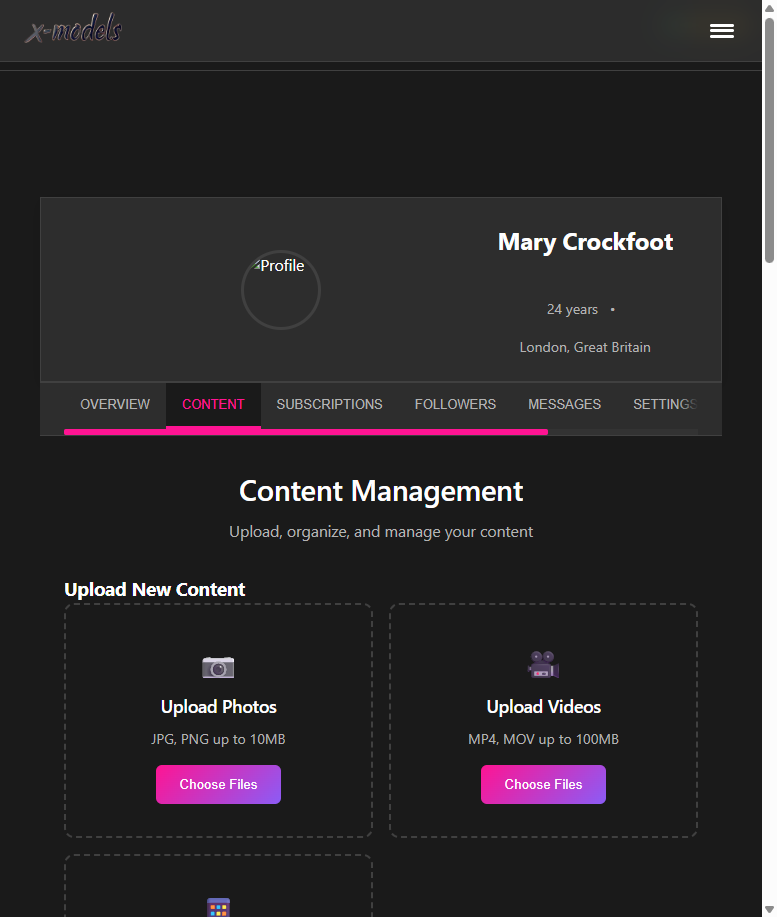 x-models
Mary Crockfoot
Profile
24 years •
London, Great Britain
OVERVIEW CONTENT SUBSCRIPTIONS FOLLOWERS MESSAGES SETTINGS
Content Management
Upload, organize, and manage your content
Upload New Content
Upload Photos
JPG, PNG up to 10MB
Choose Files
Upload Videos
MP4, MOV up to 100MB
Choose Files